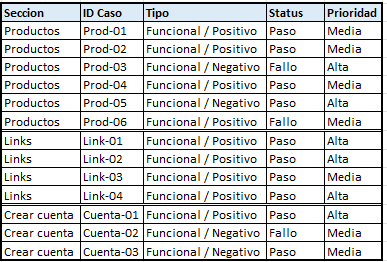 Seccion ID Caso Tipo Status Prioridad
Productos Prod-01 Funcional / Positivo Paso Media
Productos Prod-02 Funcional / Positivo Paso Media
Productos Prod-03 Funcional / Negativo Fallo Alta
Productos Prod-04 Funcional / Positivo Paso Media
Productos Prod-05 Funcional / Negativo Paso Alta
Productos Prod-06 Funcional / Positivo Fallo Media
Links Link-01 Funcional / Positivo Paso Alta
Links Link-02 Funcional / Positivo Paso Alta
Links Link-03 Funcional / Positivo Paso Media
Links Link-04 Funcional / Positivo Paso Alta
Crear cuenta Cuenta-01 Funcional / Positivo Paso Alta
Crear cuenta Cuenta-02 Funcional / Negativo Fallo Media
Crear cuenta Cuenta-03 Funcional / Negativo Paso Media